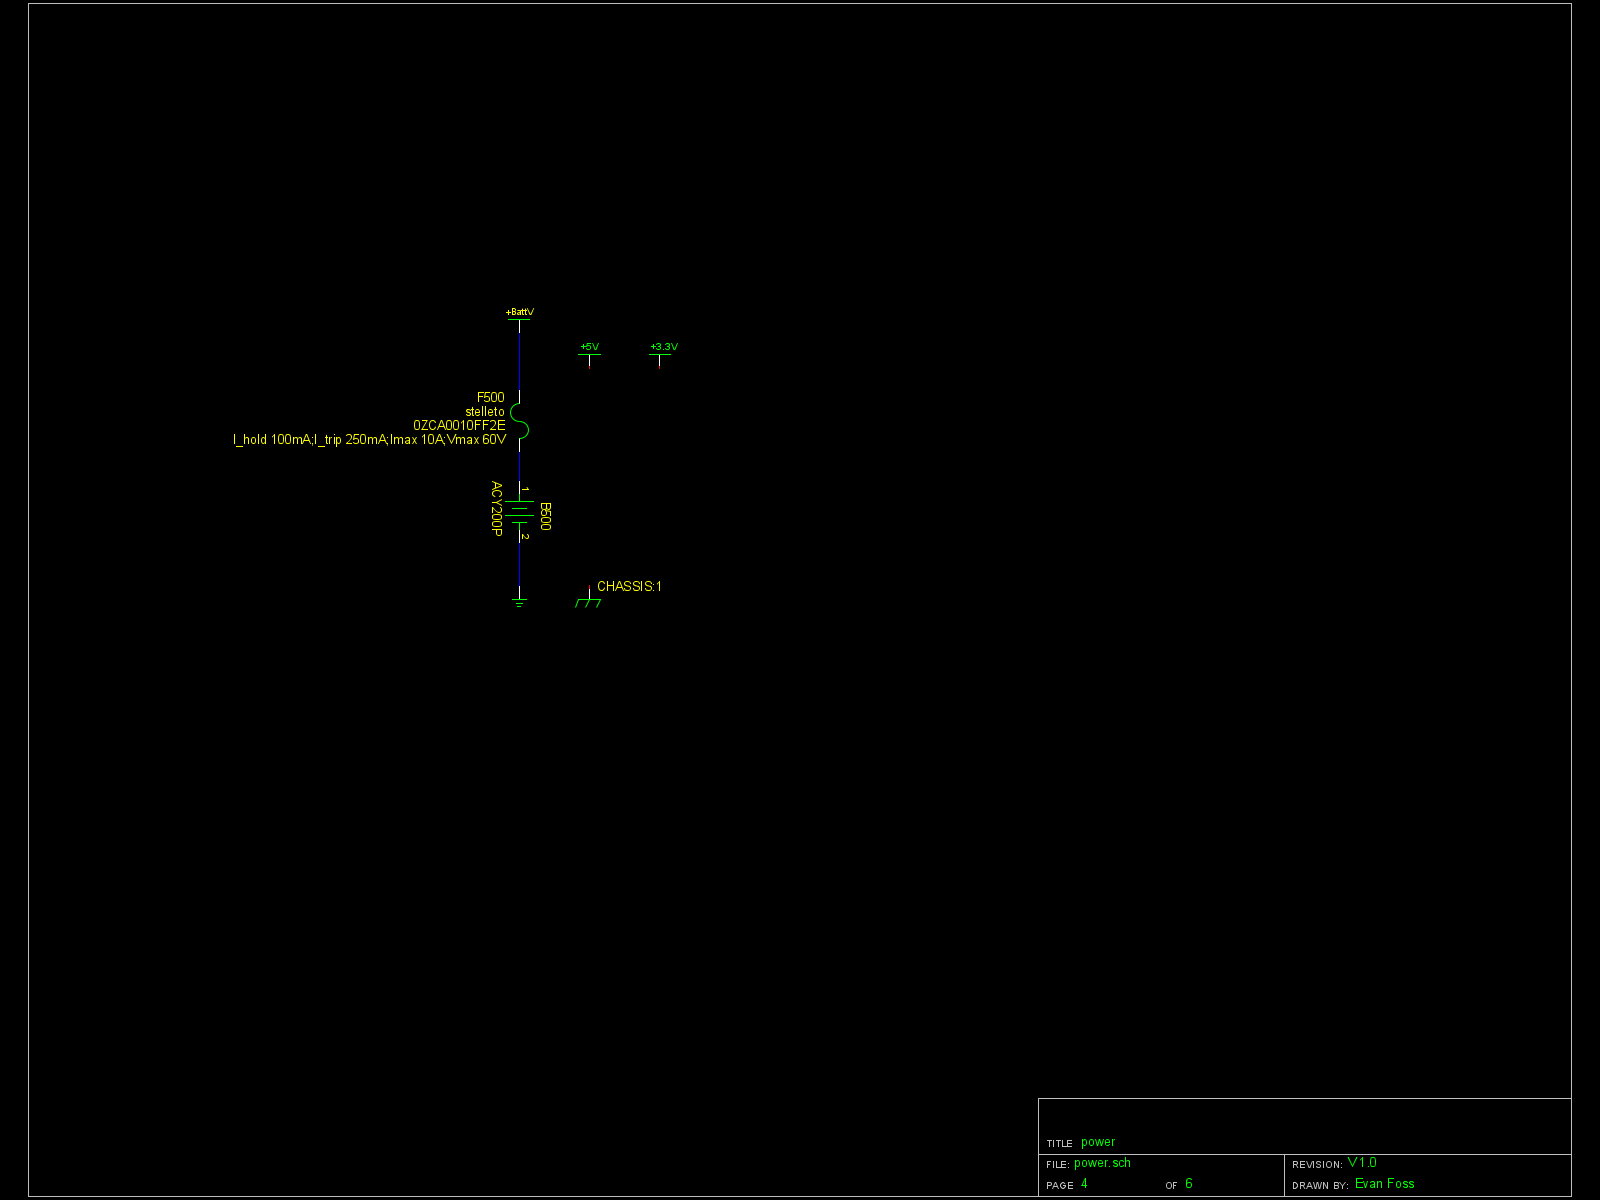 +BattV
+5V
+3.3V
F500
stelleto
0ZCA0010FF2E
I_hold 100mA;I_trip 250mA;Imax 10A;Vmax 60V
1
ACY200P
B500
2
CHASSIS:1
TITLE power
FILE: power.sch
REVISION: V1.0
PAGE 4 OF 6
DRAWN BY: Evan Foss